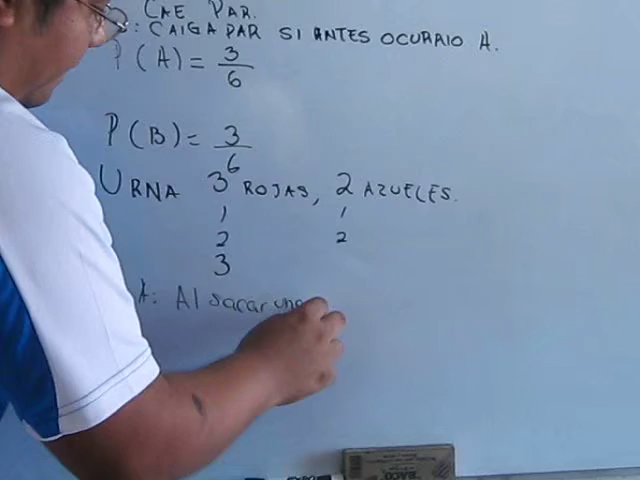 CAE PAR.
: CAIGA PAR SI ANTES OCURRIO A.
P(A) = 3/6
P(B) = 3/6
URNA 3 ROJAS, 2 AZUELES.
1 1
2 2
3
A: Al sacar una